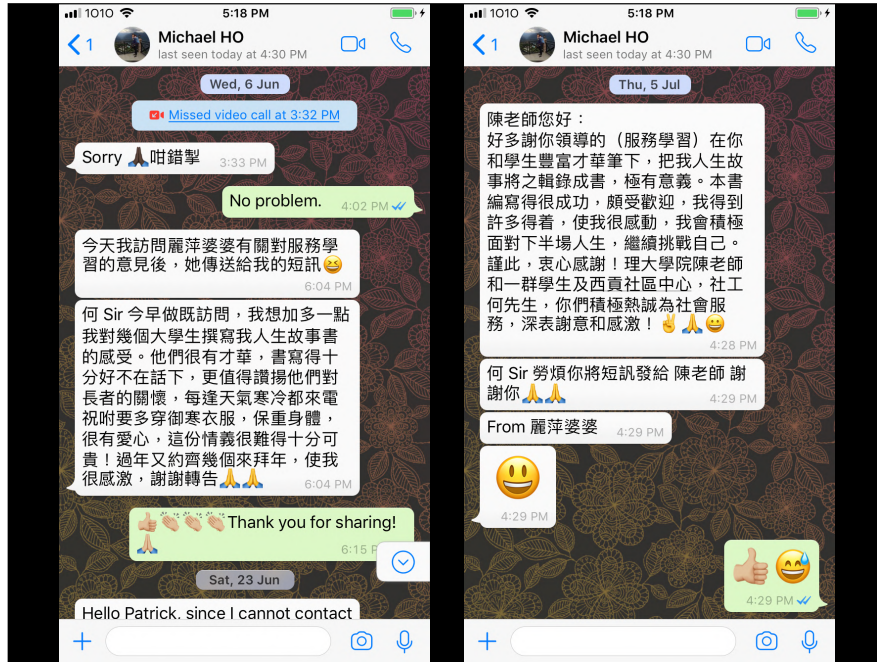 1010
5:18 PM
1
Michael HO
last seen today at 4:30 PM
Wed, 6 Jun
Missed video call at 3:32 PM
Sorry 🙏🏿咁錯掣
3:33 PM
No problem.
4:02 PM
今天我訪問麗萍婆婆有關對服務學
習的意見後，她傳送給我的短訊😆
6:04 PM
何 Sir 今早做既訪問，我想加多一點
我對幾個大學生撰寫我人生故事書
的感受。他們很有才華，書寫得十
分好不在話下，更值得讚揚他們對
長者的關懷，每逢天氣寒冷都來電
祝咐要多穿御寒衣服，保重身體，
很有愛心，這份情義很難得十分可
貴！過年又約齊幾個來拜年，使我
很感激，謝謝轉告🙏🙏
6:04 PM
👍🏼👏🏼👏🏼👏🏼Thank you for sharing!
🙏🏼
6:15 P
Sat, 23 Jun
Hello Patrick, since I cannot contact
1010
5:18 PM
1
Michael HO
last seen today at 4:30 PM
Thu, 5 Jul
陳老師您好：
好多謝你領導的（服務學習）在你
和學生豐富才華筆下，把我人生故
事將之輯錄成書，極有意義。本書
編寫得很成功，頗受歡迎，我得到
許多得着，使我很感動，我會積極
面對下半場人生，繼續挑戰自己。
謹此，衷心感謝！理大學院陳老師
和一群學生及西貢社區中心，社工
何先生，你們積極熱誠為社會服
務，深表謝意和感激！✌️🙏😀
4:28 PM
何 Sir 勞煩你將短訊發給 陳老師 謝
謝你🙏🙏
4:29 PM
From 麗萍婆婆
4:29 PM
😃
4:29 PM
👍🏼😅
4:29 PM